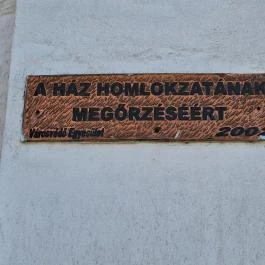 A HÁZ HOMLOKZATÁNAK
MEGŐRZÉSÉÉRT
Városvédő Egyesület